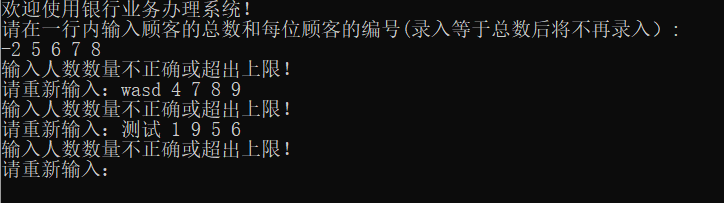 欢迎使用银行业务办理系统!
请在一行内输入顾客的总数和每位顾客的编号(录入等于总数后将不再录入）:
-2 5 6 7 8
输入人数数量不正确或超出上限!
请重新输入：wasd 4 7 8 9
输入人数数量不正确或超出上限!
请重新输入：测试 1 9 5 6
输入人数数量不正确或超出上限!
请重新输入：